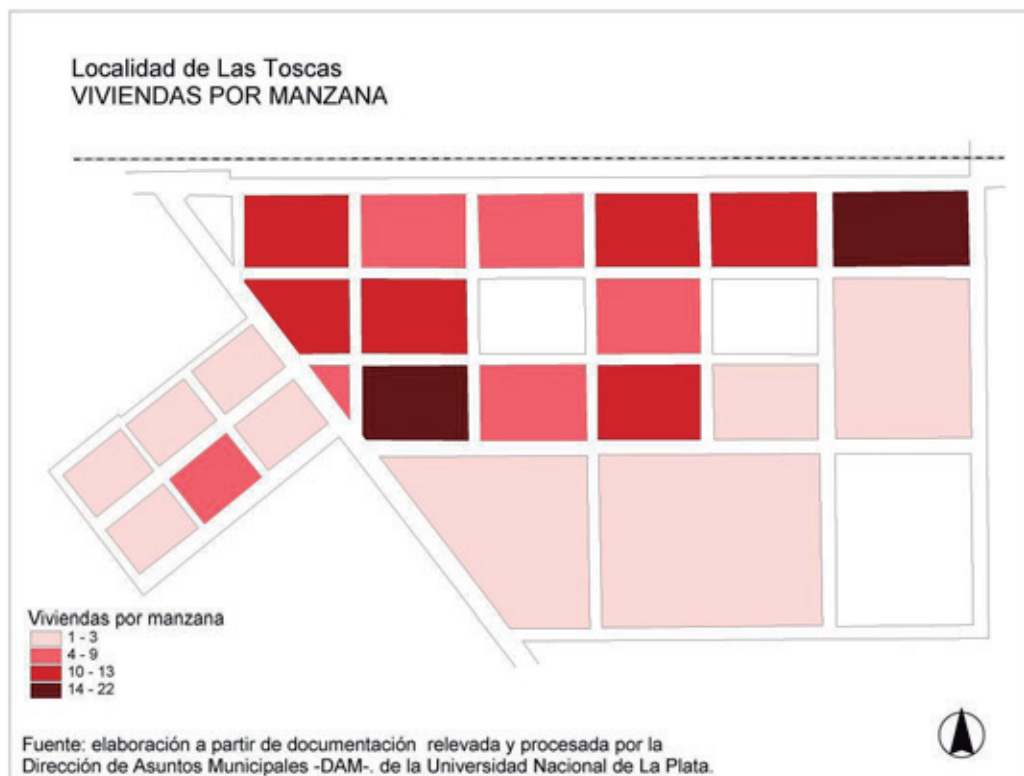 Localidad de Las Toscas
VIVIENDAS POR MANZANA
Viviendas por manzana
1 - 3
4 - 9
10 - 13
14 - 22
Fuente: elaboración a partir de documentación relevada y procesada por la
Dirección de Asuntos Municipales -DAM-. de la Universidad Nacional de La Plata.